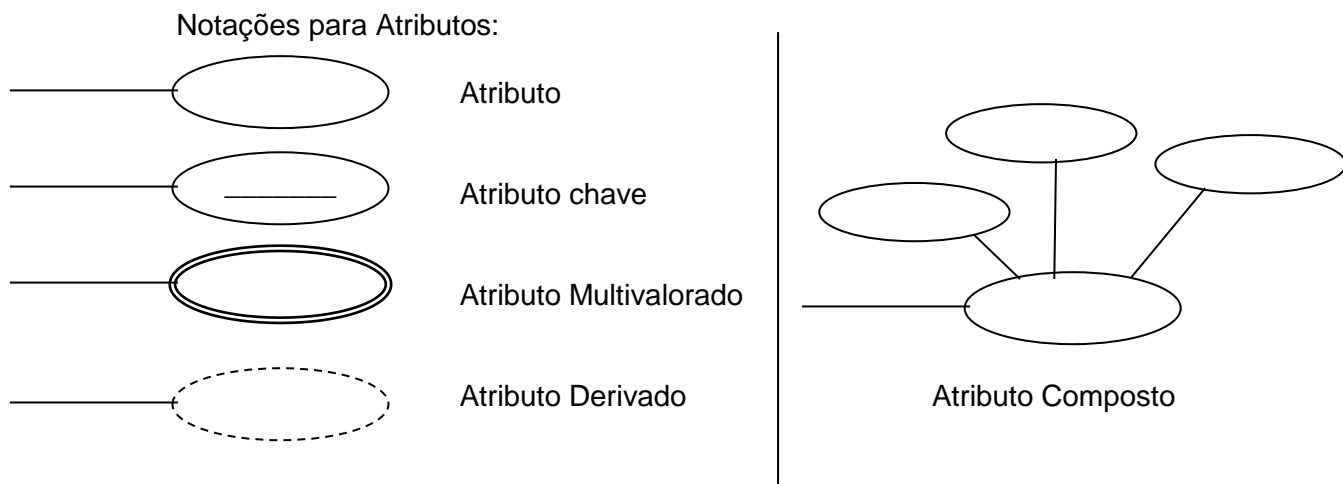 Notações para Atributos:
Atributo
Atributo chave
Atributo Multivalorado
Atributo Derivado
Atributo Composto